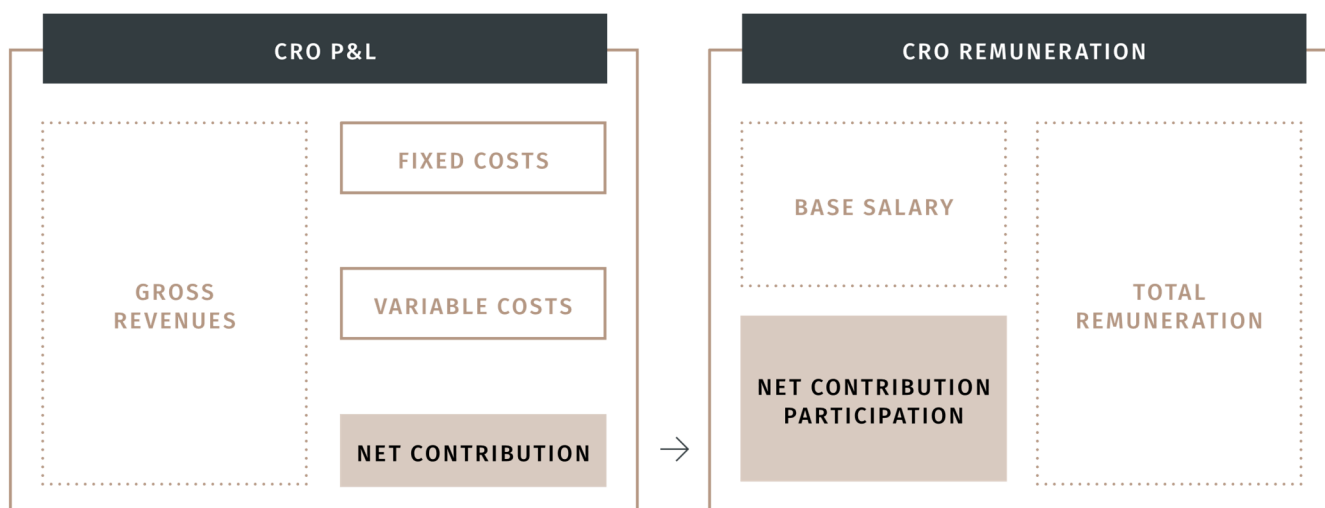 CRO P&L
GROSS
REVENUES
FIXED COSTS
VARIABLE COSTS
NET CONTRIBUTION
CRO REMUNERATION
BASE SALARY
NET CONTRIBUTION
PARTICIPATION
TOTAL
REMUNERATION